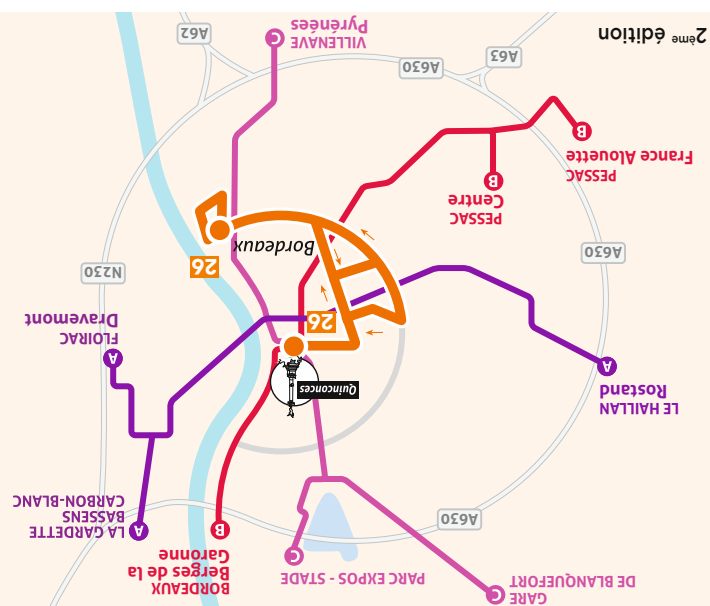 C
GARE
DE BLANQUEFORT
PARC EXPOS - STADE
C
BORDEAUX
Berges de la
Garonne
B
LA GARDETTE
BASSENS
CARBON-BLANC
A
A630
LE HAILLAN
Rostand
A
Quinconces
FLOIRAC
Dravemont
A
26
26
N230
A630
Bordeaux
PESSAC
Centre
B
PESSAC
France Alouette
B
A630
A63
VILLENAVE
Pyrénées
C
A62
2ème édition